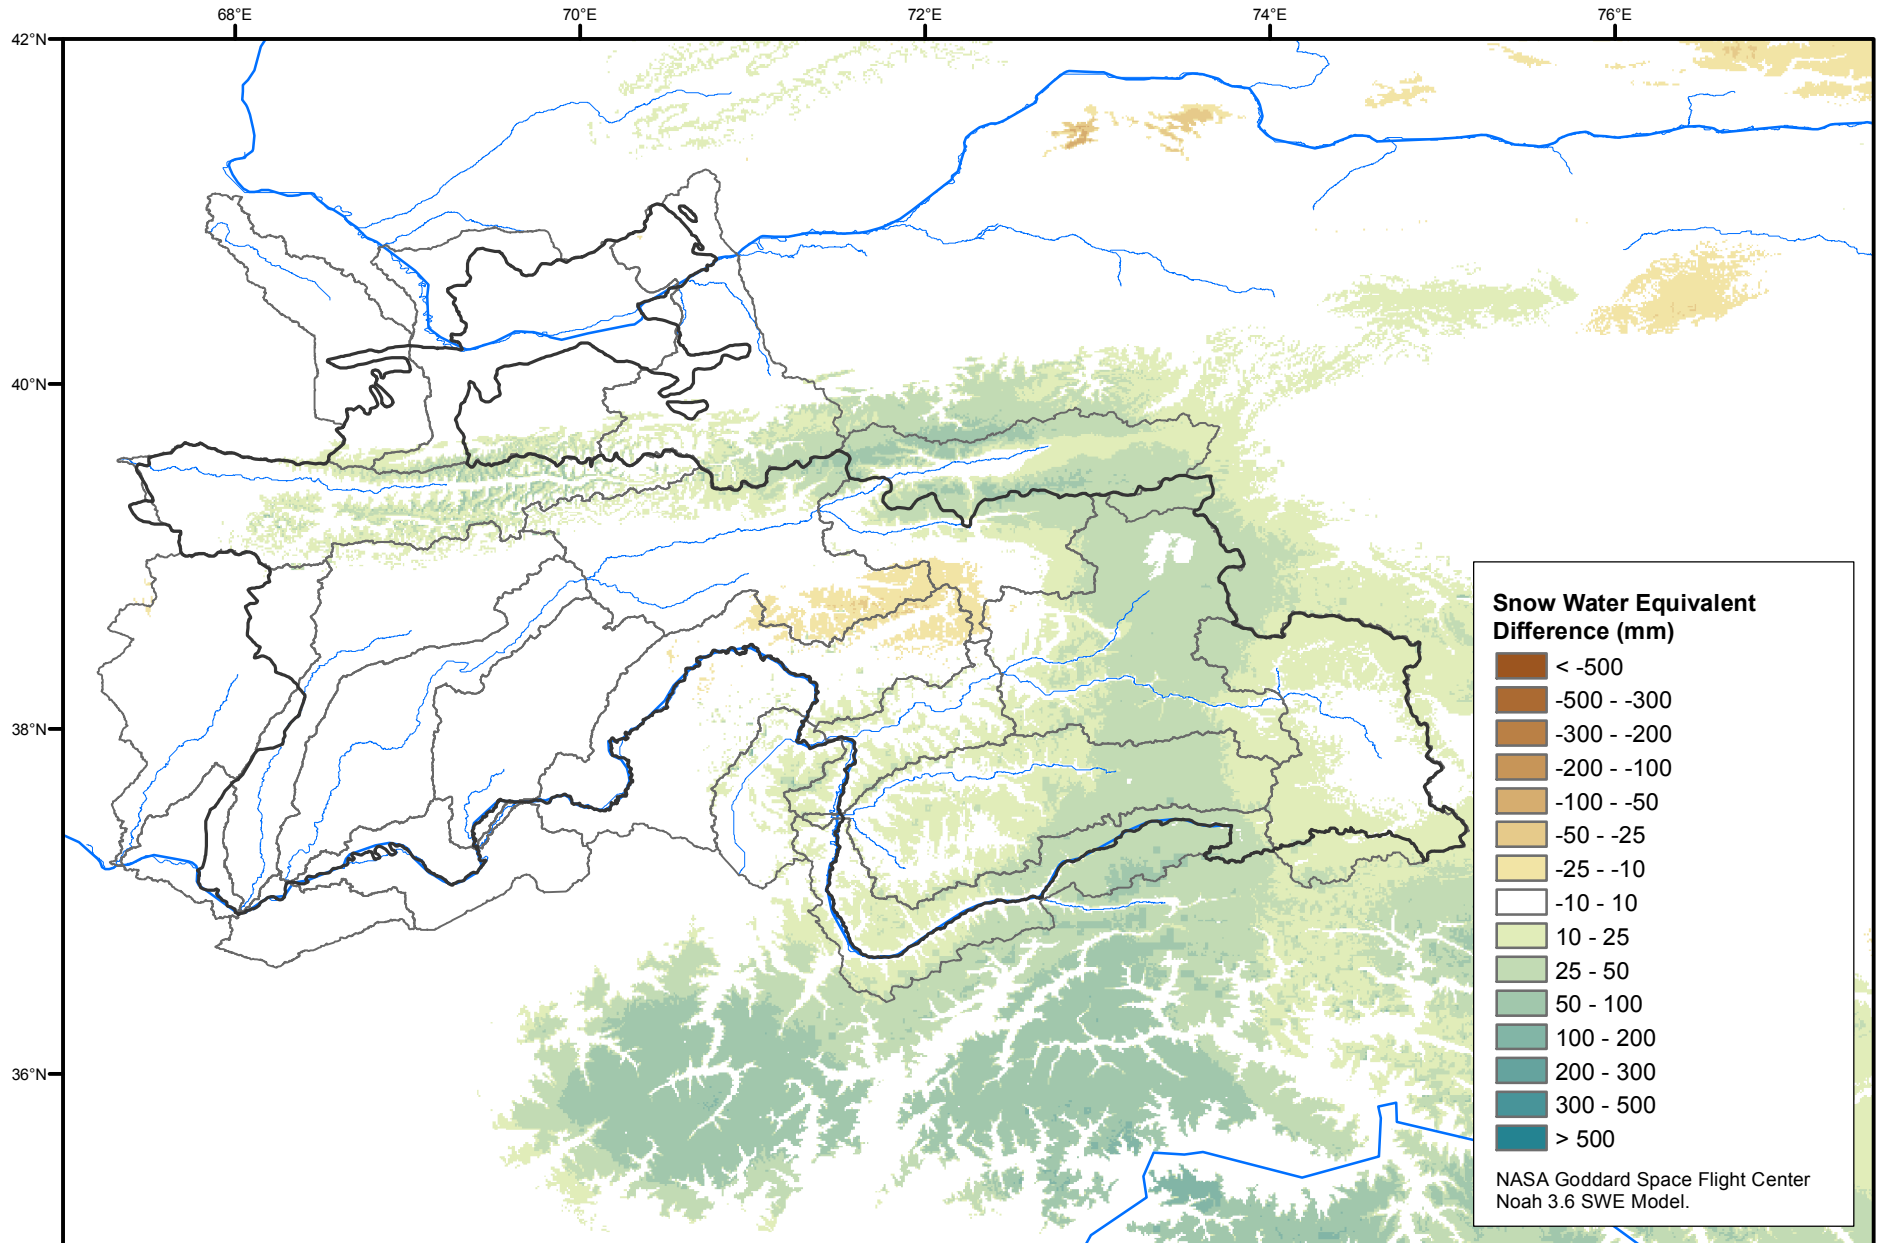 68°E 70°E 72°E 74°E 76°E
42°N
40°N
38°N
36°N
Snow Water Equivalent
Difference (mm)
< -500
-500 - -300
-300 - -200
-200 - -100
-100 - -50
-50 - -25
-25 - -10
-10 - 10
10 - 25
25 - 50
50 - 100
100 - 200
200 - 300
300 - 500
> 500
NASA Goddard Space Flight Center
Noah 3.6 SWE Model.